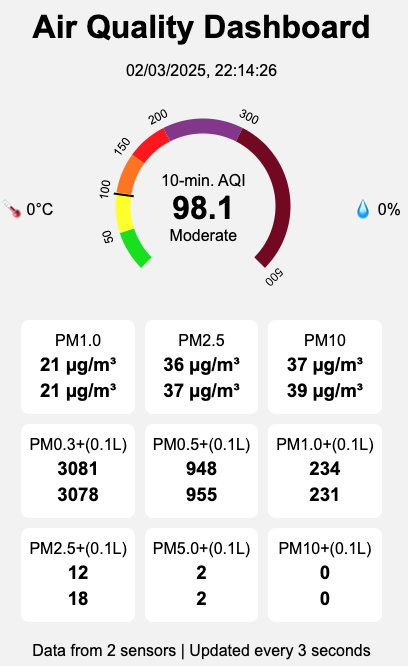 Air Quality Dashboard
02/03/2025, 22:14:26
200
300
150
100
50
500
10-min. AQI
98.1
Moderate
0°C
0%
PM1.0
21 µg/m³
21 µg/m³
PM2.5
36 µg/m³
37 µg/m³
PM10
37 µg/m³
39 µg/m³
PM0.3+(0.1L)
3081
3078
PM0.5+(0.1L)
948
955
PM1.0+(0.1L)
234
231
PM2.5+(0.1L)
12
18
PM5.0+(0.1L)
2
2
PM10+(0.1L)
0
0
Data from 2 sensors | Updated every 3 seconds